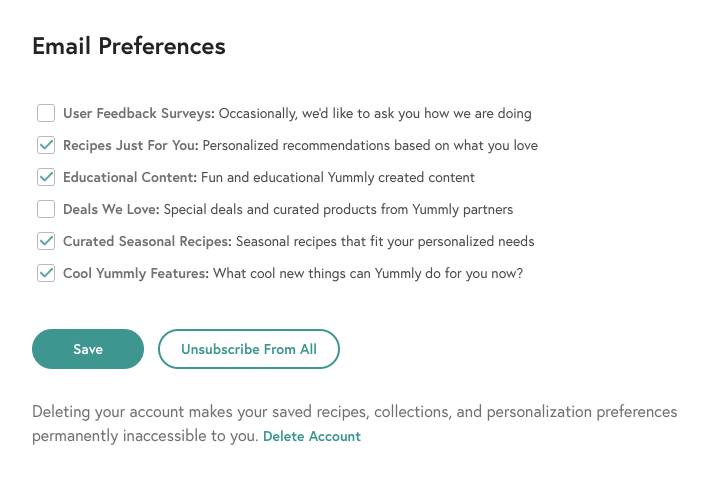 Email Preferences
User Feedback Surveys: Occasionally, we'd like to ask you how we are doing
Recipes Just For You: Personalized recommendations based on what you love
Educational Content: Fun and educational Yummly created content
Deals We Love: Special deals and curated products from Yummly partners
Curated Seasonal Recipes: Seasonal recipes that fit your personalized needs
Cool Yummly Features: What cool new things can Yummly do for you now?
Save
Unsubscribe From All
Deleting your account makes your saved recipes, collections, and personalization preferences
permanently inaccessible to you. Delete Account